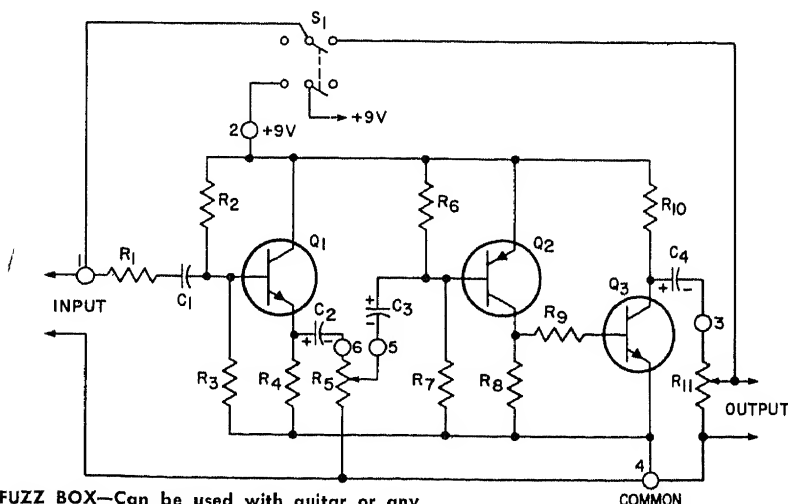 S1
+9V
2 +9V
R2
R6
R10
Q1
Q2
C4
+ -
1
R1
C1
INPUT
C2
+ -
6
+
C3
-
5
R9
Q3
3
R3
R4
R5
R7
R8
R11
OUTPUT
4
COMMON
FUZZ BOX—Can be used with guitar or any